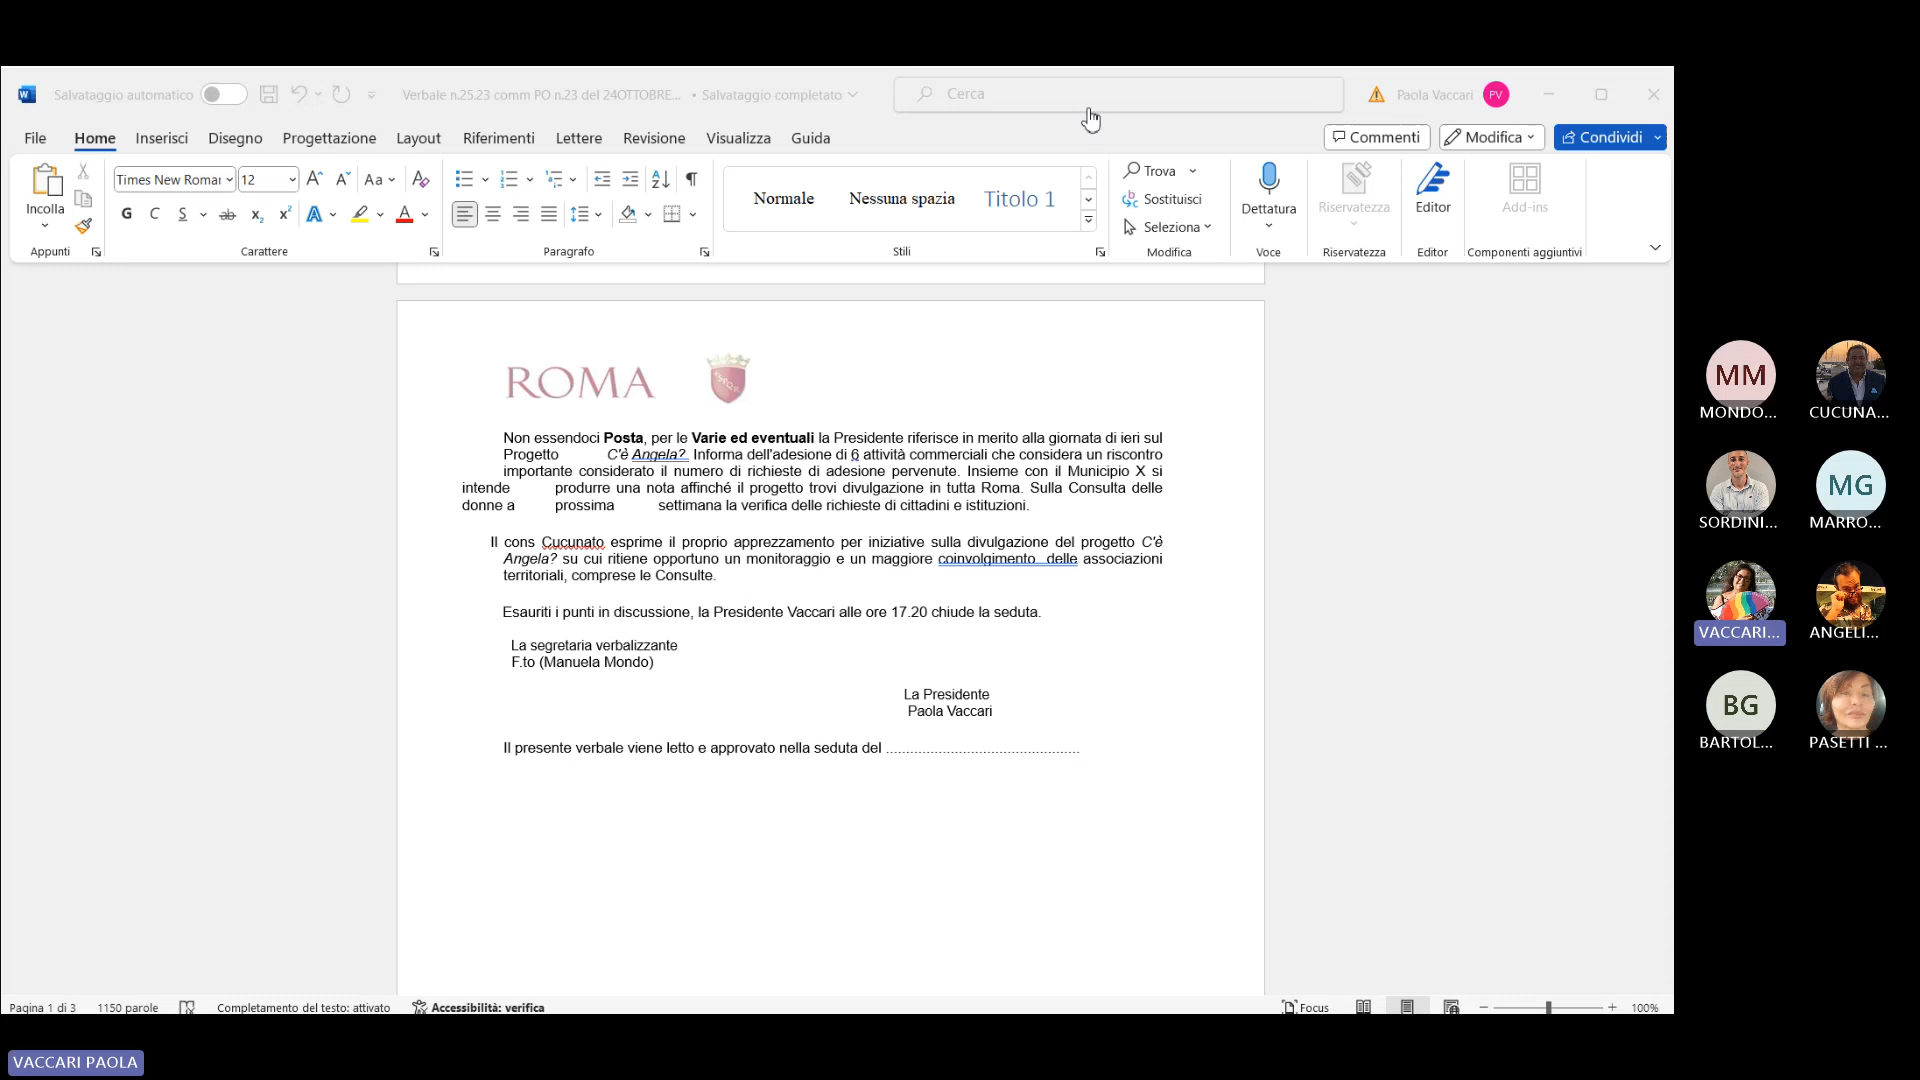 Salvataggio automatico
Verbale n.25.23 comm PO n.23 del 24OTTOBRE... • Salvataggio completato
Cerca
Paola Vaccari
PV
File Home Inserisci Disegno Progettazione Layout Riferimenti Lettere Revisione Visualizza Guida
Commenti
Modifica
Condividi
Incolla
Times New Roman 12
Aa
G C S ab x₂ x² A A
Normale Nessuna spazia Titolo 1
Trova
Sostituisci
Seleziona
Dettatura
Riservatezza
Editor
Add-ins
Appunti Carattere Paragrafo Stili Modifica Voce Riservatezza Editor Componenti aggiuntivi
ROMA
Non essendoci Posta, per le Varie ed eventuali la Presidente riferisce in merito alla giornata di ieri sul
Progetto C'è Angela?. Informa dell'adesione di 6 attività commerciali che considera un riscontro
importante considerato il numero di richieste di adesione pervenute. Insieme con il Municipio X si
intende produrre una nota affinché il progetto trovi divulgazione in tutta Roma. Sulla Consulta delle
donne a prossima settimana la verifica delle richieste di cittadini e istituzioni.
Il cons Cucunato esprime il proprio apprezzamento per iniziative sulla divulgazione del progetto C'è
Angela? su cui ritiene opportuno un monitoraggio e un maggiore coinvolgimento delle associazioni
territoriali, comprese le Consulte.
Esauriti i punti in discussione, la Presidente Vaccari alle ore 17.20 chiude la seduta.
La segretaria verbalizzante
F.to (Manuela Mondo)
La Presidente
Paola Vaccari
Il presente verbale viene letto e approvato nella seduta del ................................................
Pagina 1 di 3 1150 parole Completamento del testo: attivato Accessibilità: verifica
Focus
100%
MM
MONDO...
CUCUNA...
SORDINI...
MG
MARRO...
VACCARI...
ANGELI...
BG
BARTOL...
PASETTI ...
VACCARI PAOLA